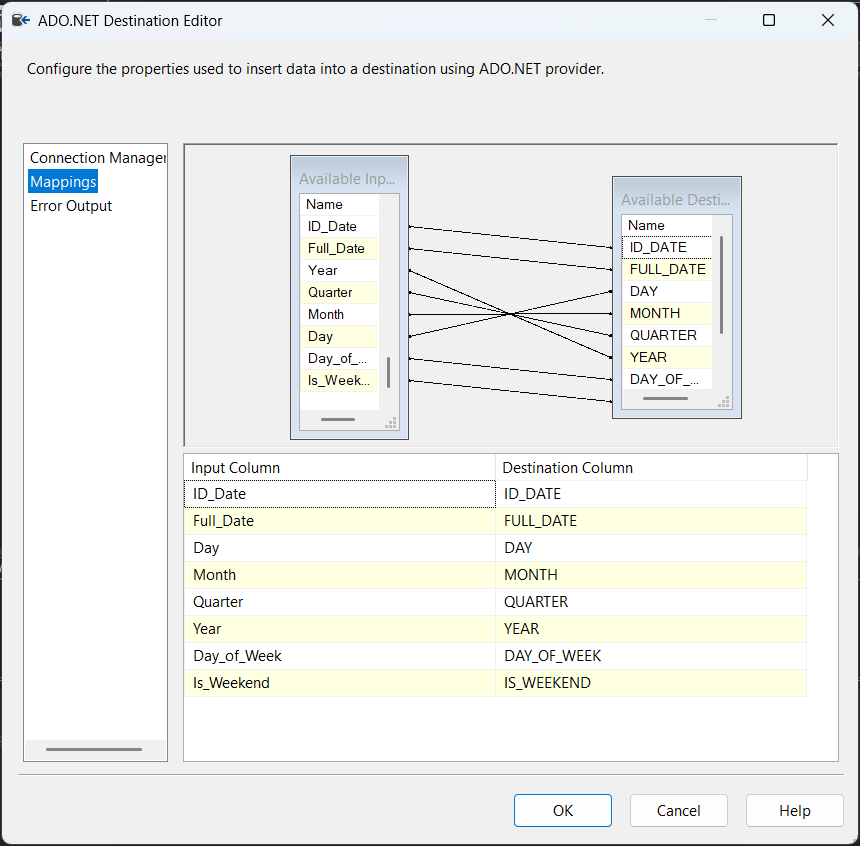 ADO.NET Destination Editor
Configure the properties used to insert data into a destination using ADO.NET provider.
Connection Manager
Mappings
Error Output
Available Inp...
Name
ID_Date
Full_Date
Year
Quarter
Month
Day
Day_of_...
Is_Week...
Available Desti...
Name
ID_DATE
FULL_DATE
DAY
MONTH
QUARTER
YEAR
DAY_OF_...
Input Column Destination Column
ID_Date ID_DATE
Full_Date FULL_DATE
Day DAY
Month MONTH
Quarter QUARTER
Year YEAR
Day_of_Week DAY_OF_WEEK
Is_Weekend IS_WEEKEND
OK Cancel Help